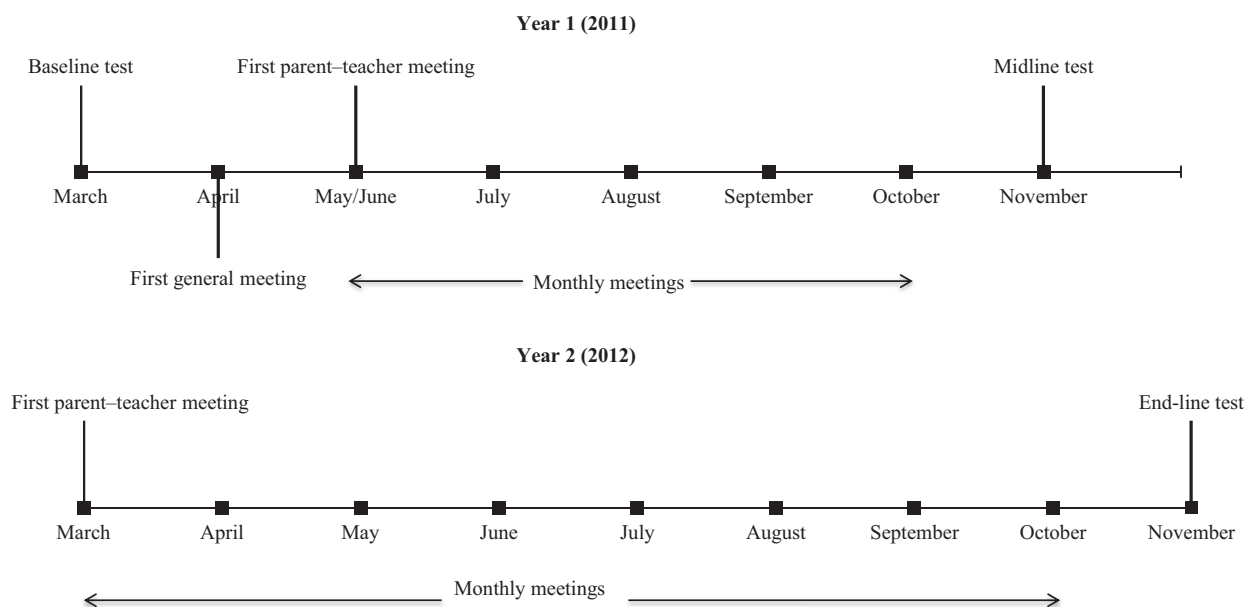 Year 1 (2011)
Baseline test First parent–teacher meeting Midline test
March April May/June July August September October November
First general meeting Monthly meetings
Year 2 (2012)
First parent–teacher meeting End-line test
March April May June July August September October November
Monthly meetings